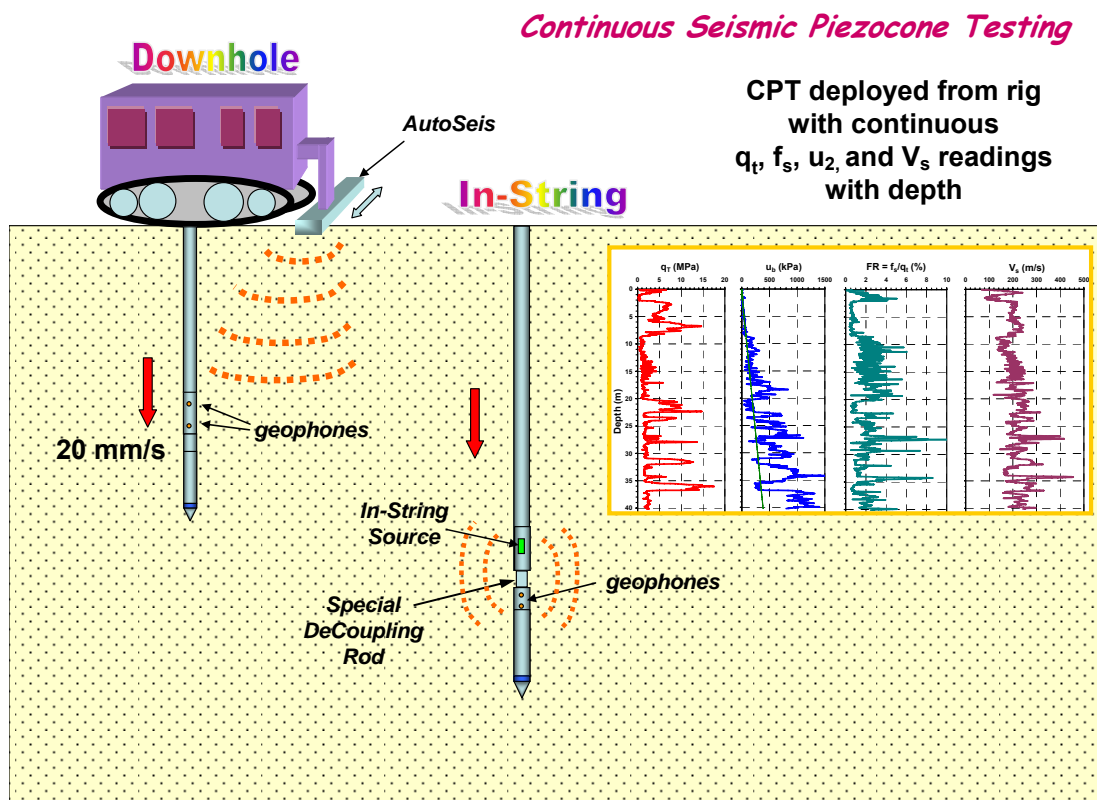 Continuous Seismic Piezocone Testing
Downhole
CPT deployed from rig
with continuous
qt, fs, u2, and Vs readings
with depth
AutoSeis
In-String
geophones
20 mm/s
In-String
Source
geophones
Special
DeCoupling
Rod
qT (MPa)
0 5 10 15 20
ub (kPa)
0 500 1000 1500
FR = fs/qt (%)
0 2 4 6 8 10
Vs (m/s)
0 100 200 300 400 500
Depth (m)
0
5
10
15
20
25
30
35
40